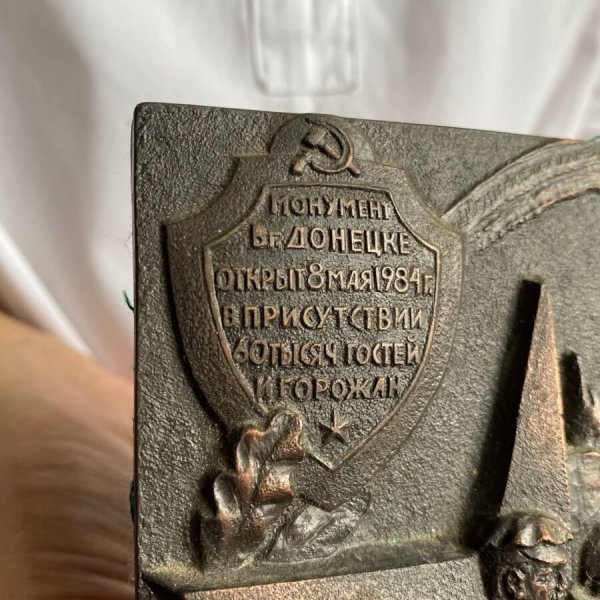 МОНУМЕНТ
В г. ДОНЕЦКЕ
ОТКРЫТ 8 МАЯ 1984 г.
В ПРИСУТСТВИИ
60 ТЫСЯЧ ГОСТЕЙ
И ГОРОЖАН